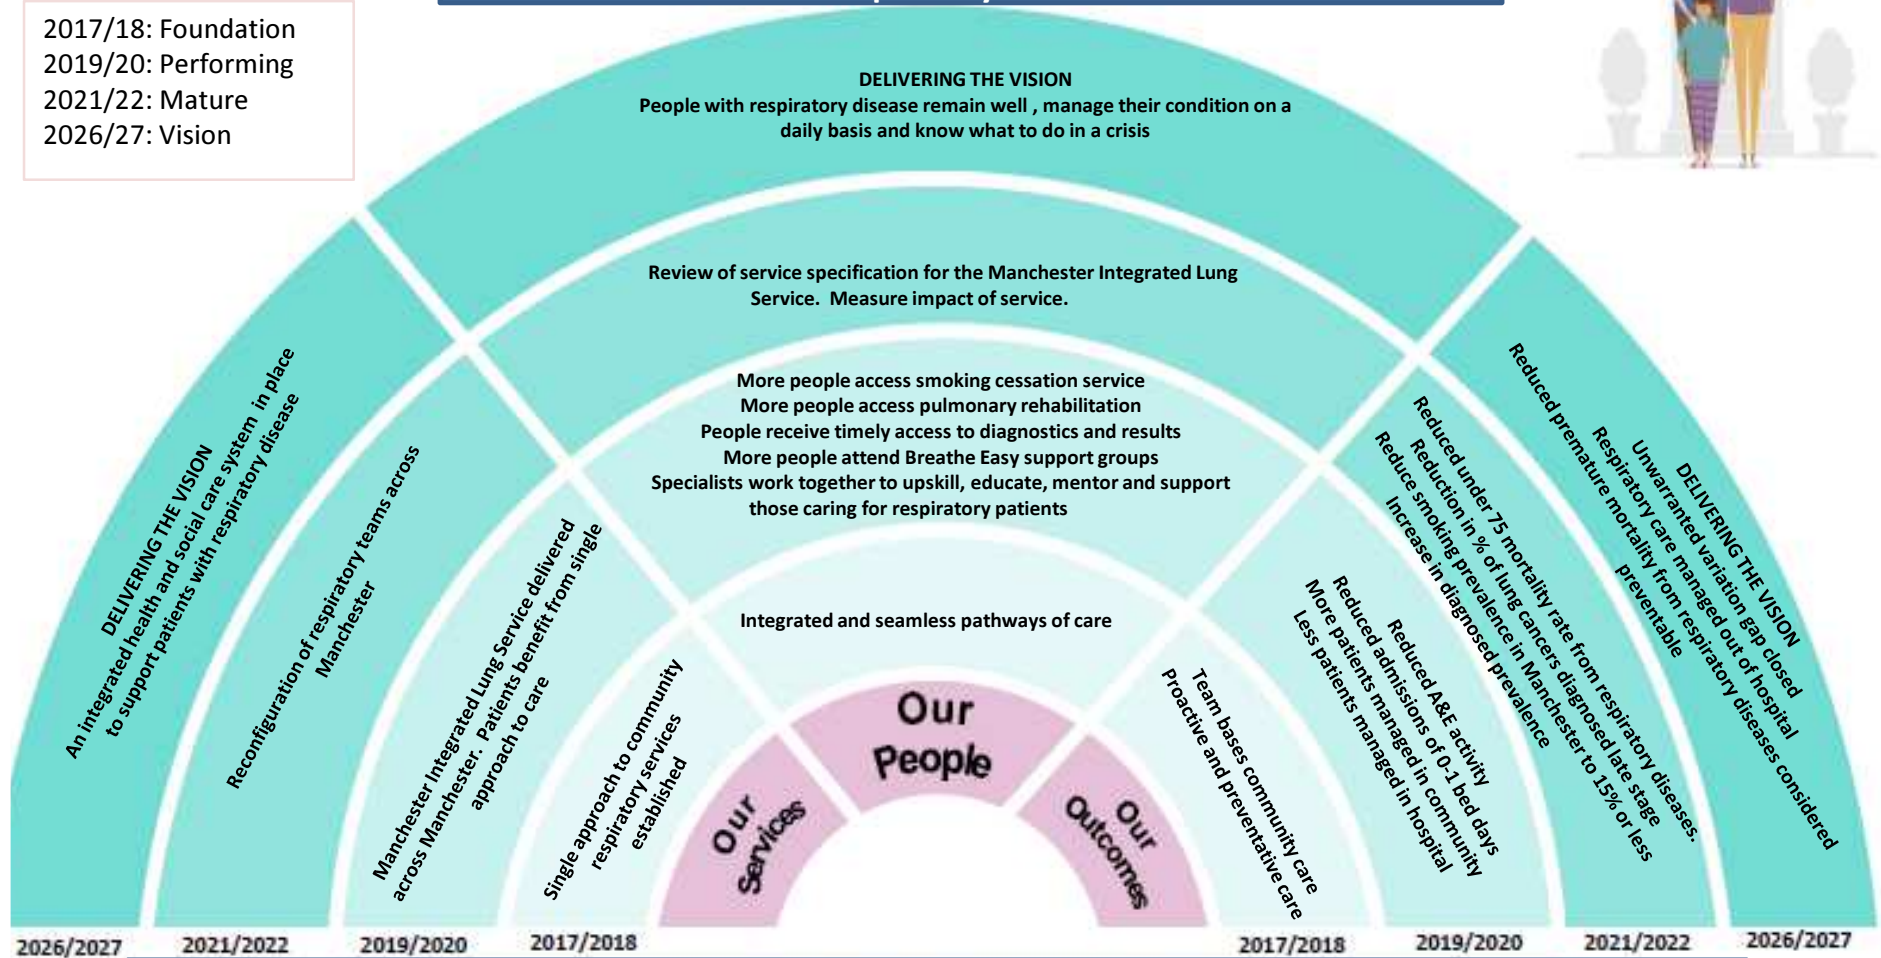 2017/18: Foundation
2019/20: Performing
2021/22: Mature
2026/27: Vision
DELIVERING THE VISION
People with respiratory disease remain well , manage their condition on a
daily basis and know what to do in a crisis
Review of service specification for the Manchester Integrated Lung
Service. Measure impact of service.
More people access smoking cessation service
More people access pulmonary rehabilitation
People receive timely access to diagnostics and results
More people attend Breathe Easy support groups
Specialists work together to upskill, educate, mentor and support
those caring for respiratory patients
Integrated and seamless pathways of care
Our
People
DELIVERING THE VISION
An integrated health and social care system in place
to support patients with respiratory disease
Reconfiguration of respiratory teams across
Manchester
Manchester Integrated Lung Service delivered
across Manchester. Patients benefit from single
approach to care
Single approach to community
respiratory services
established
Our
Services
Our
Outcomes
Team bases community care
Proactive and preventative care
Reduced A&E activity
Reduced admissions of 0-1 bed days
More patients managed in community
Less patients managed in hospital
Reduced under 75 mortality rate from respiratory diseases.
Reduction in % of lung cancers diagnosed late stage
Reduce smoking prevalence in Manchester to 15% or less
Increase in diagnosed prevalence
DELIVERING THE VISION
Unwarranted variation gap closed
Respiratory care managed out of hospital
Reduced premature mortality from respiratory diseases considered
preventable
2026/2027
2021/2022
2019/2020
2017/2018
2017/2018
2019/2020
2021/2022
2026/2027